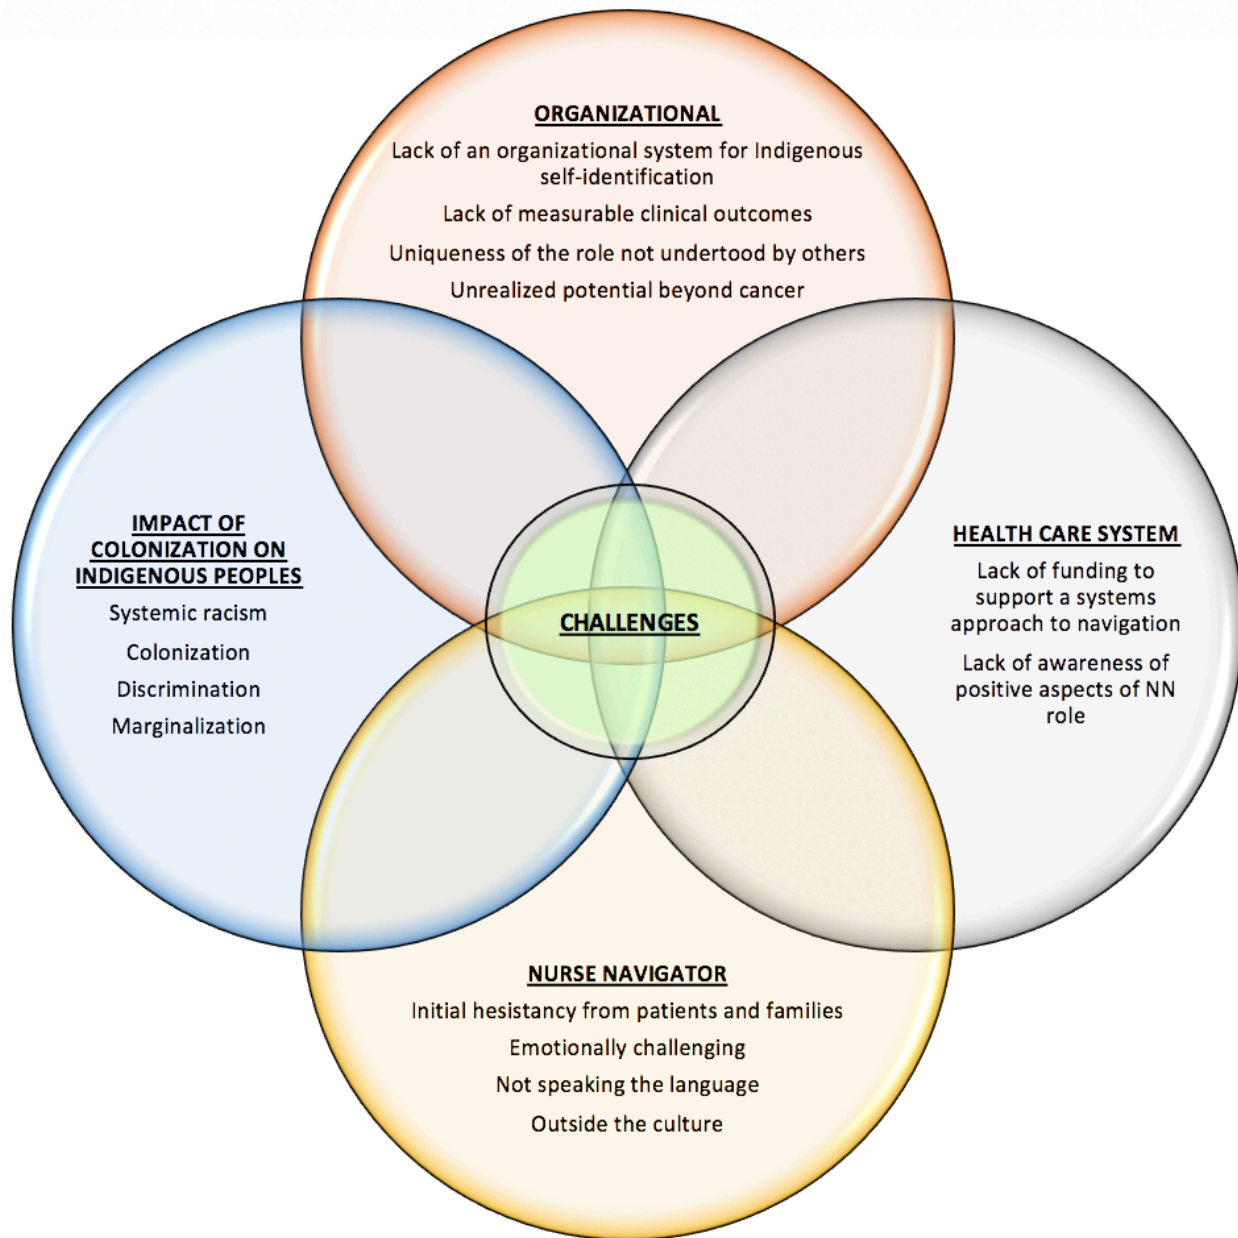 ORGANIZATIONAL
Lack of an organizational system for Indigenous
self-identification
Lack of measurable clinical outcomes
Uniqueness of the role not undertood by others
Unrealized potential beyond cancer
IMPACT OF
COLONIZATION ON
INDIGENOUS PEOPLES
Systemic racism
Colonization
Discrimination
Marginalization
CHALLENGES
HEALTH CARE SYSTEM
Lack of funding to
support a systems
approach to navigation
Lack of awareness of
positive aspects of NN
role
NURSE NAVIGATOR
Initial hesistancy from patients and families
Emotionally challenging
Not speaking the language
Outside the culture